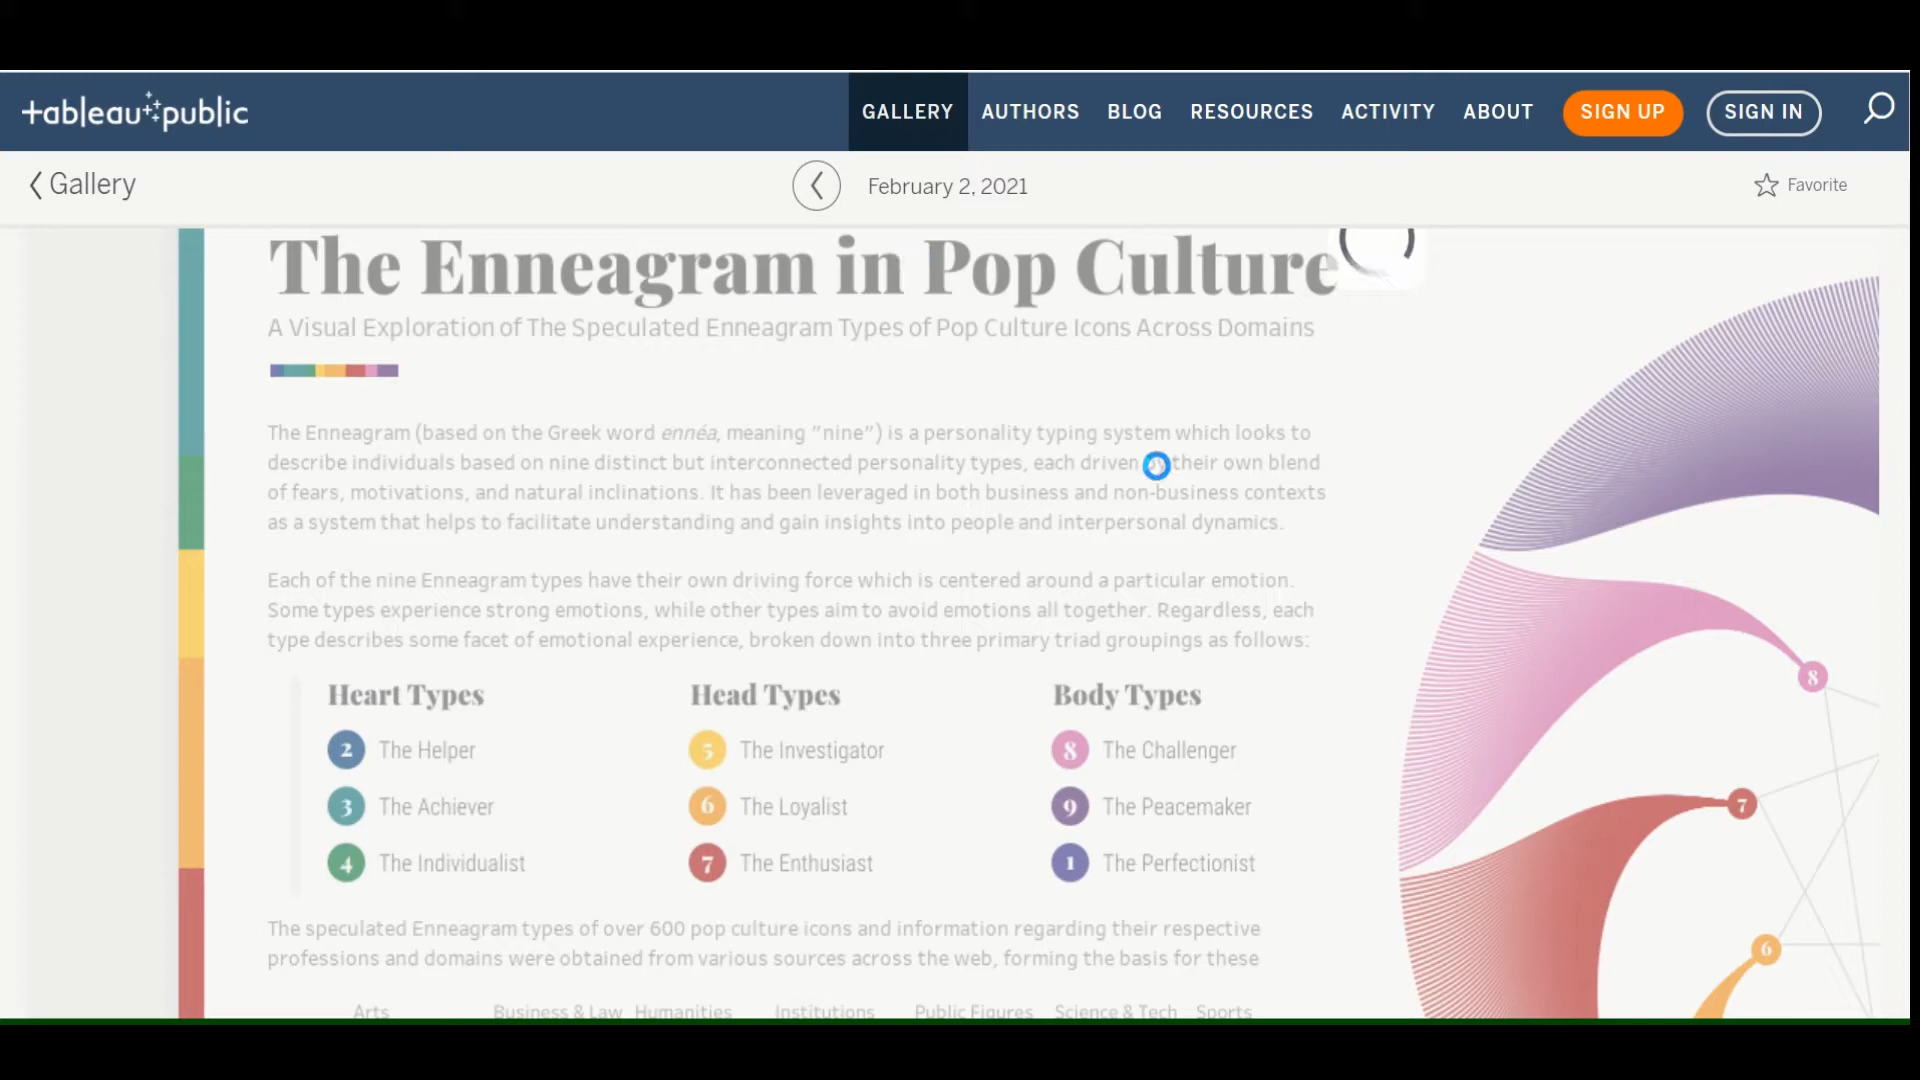 tableau public
GALLERY AUTHORS BLOG RESOURCES ACTIVITY ABOUT SIGN UP SIGN IN
Gallery
February 2, 2021
Favorite
The Enneagram in Pop Culture
A Visual Exploration of The Speculated Enneagram Types of Pop Culture Icons Across Domains
The Enneagram (based on the Greek word ennéa, meaning "nine") is a personality typing system which looks to
describe individuals based on nine distinct but interconnected personality types, each driven by their own blend
of fears, motivations, and natural inclinations. It has been leveraged in both business and non-business contexts
as a system that helps to facilitate understanding and gain insights into people and interpersonal dynamics.
Each of the nine Enneagram types have their own driving force which is centered around a particular emotion.
Some types experience strong emotions, while other types aim to avoid emotions all together. Regardless, each
type describes some facet of emotional experience, broken down into three primary triad groupings as follows:
Heart Types
2 The Helper
3 The Achiever
4 The Individualist
Head Types
5 The Investigator
6 The Loyalist
7 The Enthusiast
Body Types
8 The Challenger
9 The Peacemaker
1 The Perfectionist
The speculated Enneagram types of over 600 pop culture icons and information regarding their respective
professions and domains were obtained from various sources across the web, forming the basis for these
Arts Business & Law Humanities Institutions Public Figures Science & Tech Sports
8
7
6